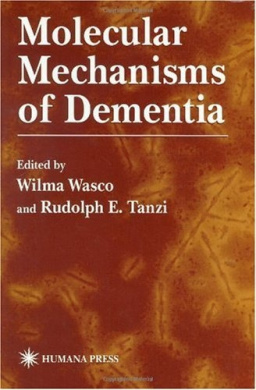 Molecular
Mechanisms
of Dementia
Edited by
Wilma Wasco
and Rudolph E. Tanzi
HUMANA PRESS